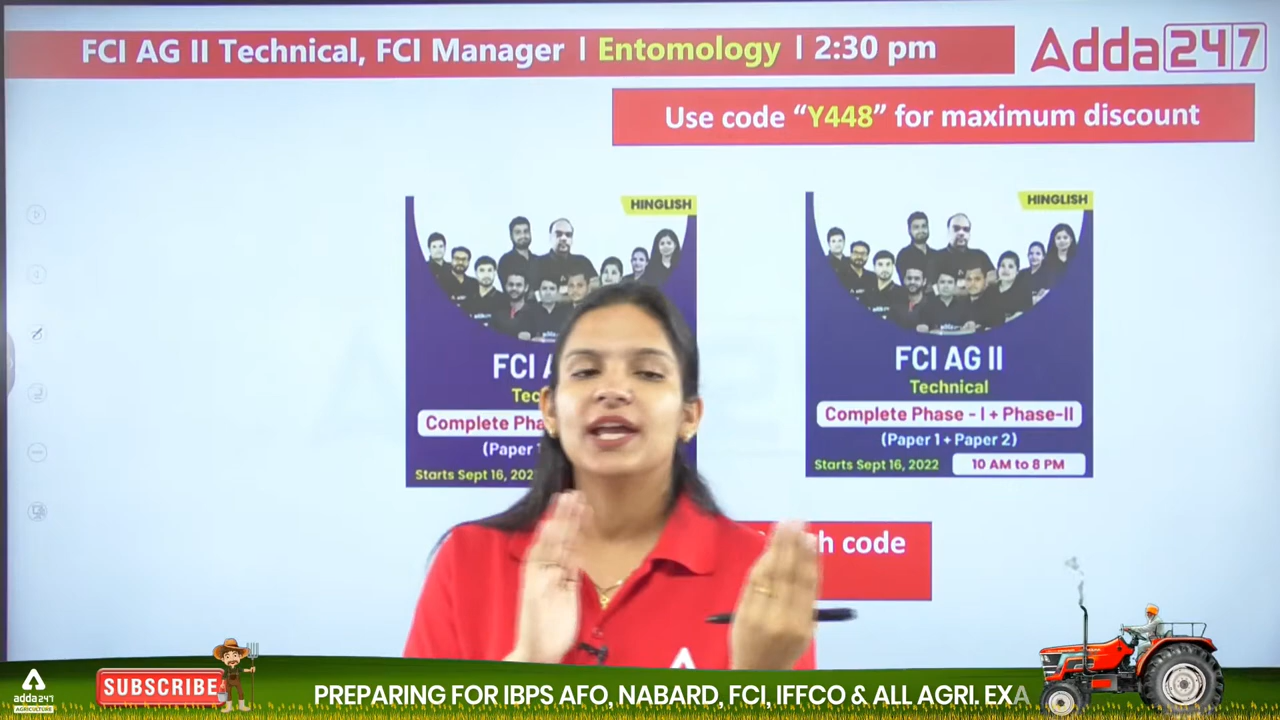 FCI AG II Technical, FCI Manager | Entomology | 2:30 pm
Adda247
Use code “Y448” for maximum discount
HINGLISH
FCI
Complete Pha
(Paper
Starts Sept 16, 202
HINGLISH
FCI AG II
Technical
Complete Phase - I + Phase-II
(Paper 1 + Paper 2)
Starts Sept 16, 2022
10 AM to 8 PM
code
adda247
AGRICULTURE
SUBSCRIBE
PREPARING FOR IBPS AFO, NABARD, FCI, IFFCO & ALL AGRI. EXA